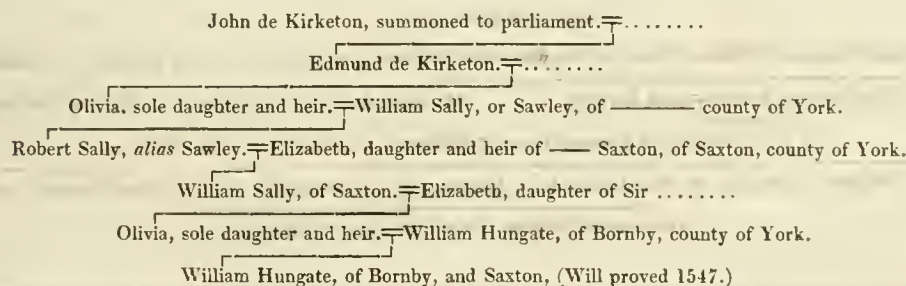 John de Kirketon, summoned to parliament.╤........
Edmund de Kirketon.╤........
Olivia, sole daughter and heir.╤William Sally, or Sawley, of ——— county of York.
Robert Sally, alias Sawley.╤Elizabeth, daughter and heir of —— Saxton, of Saxton, county of York.
William Sally, of Saxton.╤Elizabeth, daughter of Sir ........
Olivia, sole daughter and heir.╤William Hungate, of Bornby, county of York.
William Hungate, of Bornby, and Saxton, (Will proved 1547.)